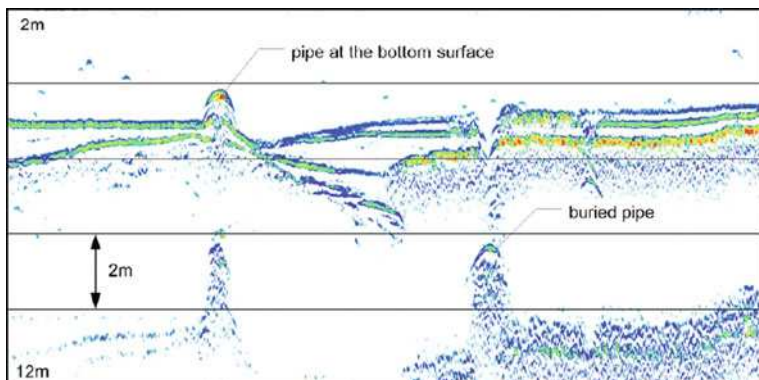 2m
pipe at the bottom surface
buried pipe
2m
12m